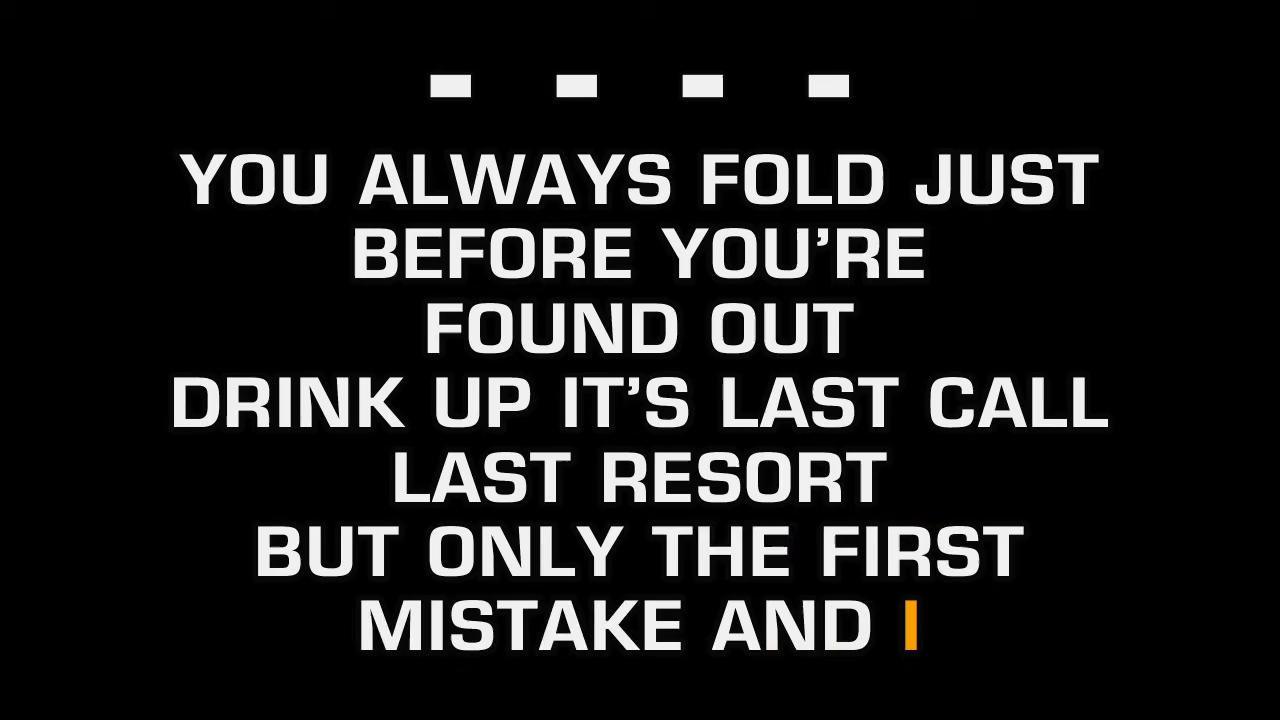 YOU ALWAYS FOLD JUST
BEFORE YOU’RE
FOUND OUT
DRINK UP IT’S LAST CALL
LAST RESORT
BUT ONLY THE FIRST
MISTAKE AND I